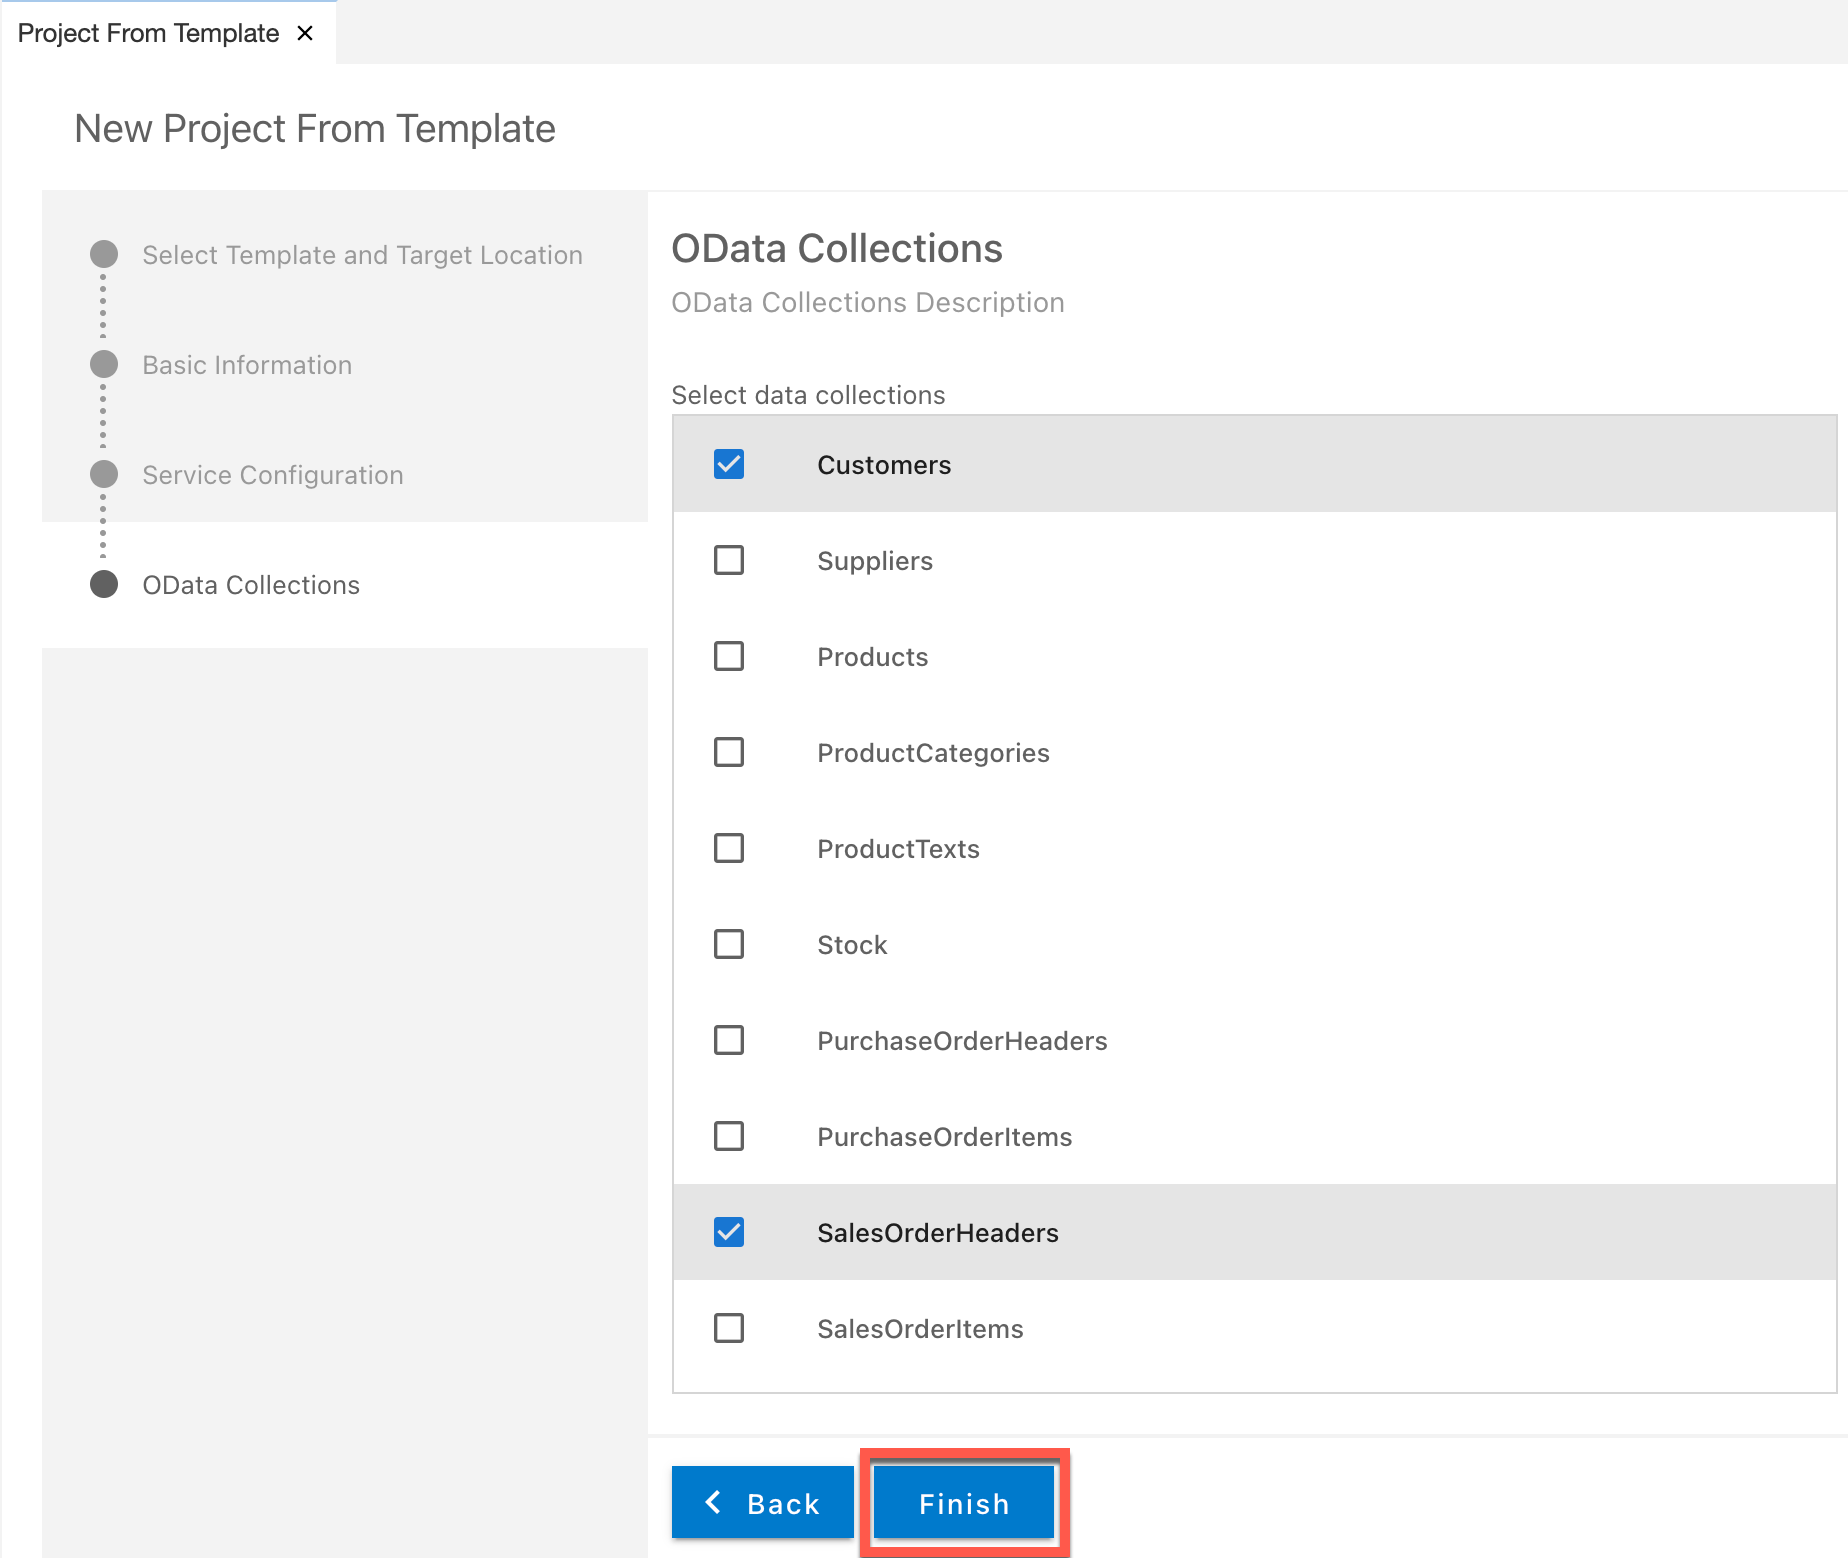 Project From Template
New Project From Template
Select Template and Target Location
Basic Information
Service Configuration
OData Collections
OData Collections
OData Collections Description
Select data collections
Customers
Suppliers
Products
ProductCategories
ProductTexts
Stock
PurchaseOrderHeaders
PurchaseOrderItems
SalesOrderHeaders
SalesOrderItems
Back
Finish